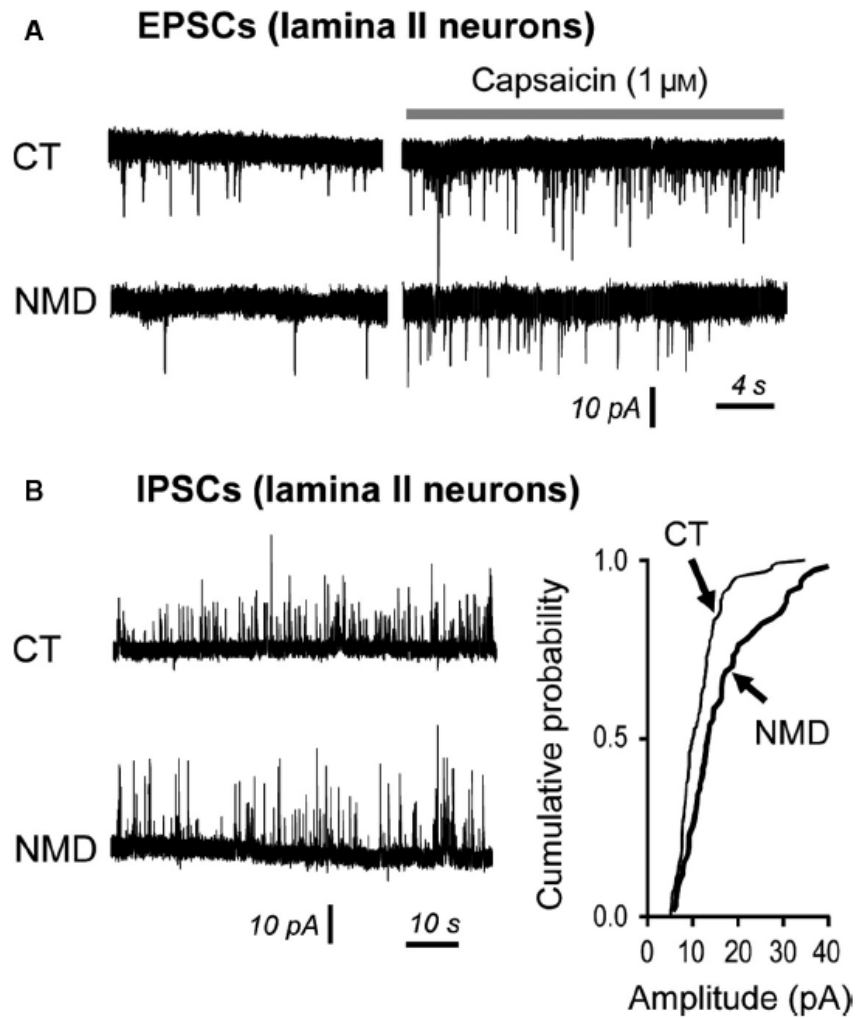 A
EPSCs (lamina II neurons)
Capsaicin (1 µM)
CT
NMD
10 pA
4 s
B
IPSCs (lamina II neurons)
CT
NMD
10 pA
10 s
CT
NMD
Cumulative probability
1.0
0.5
0.0
0 10 20 30 40
Amplitude (pA)